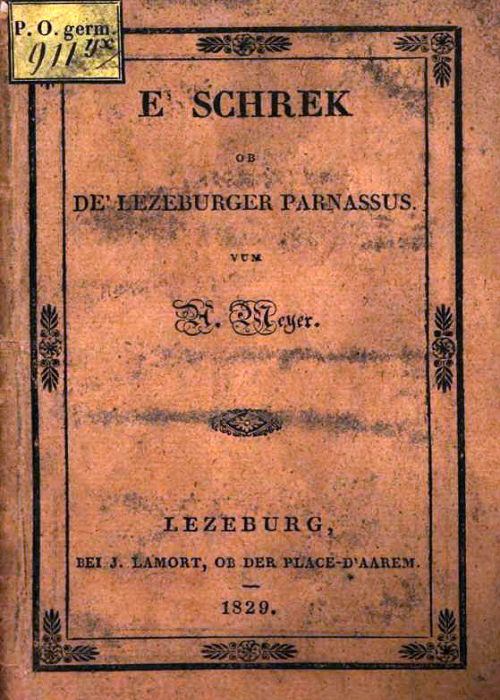 P. O. germ.
911 yx
E' SCHREK
OB
DE' LEZEBURGER PARNASSUS.
VUM
A. Meyer.
LEZEBURG,
BEI J. LAMORT, OB DER PLACE-D'AAREM.
1829.